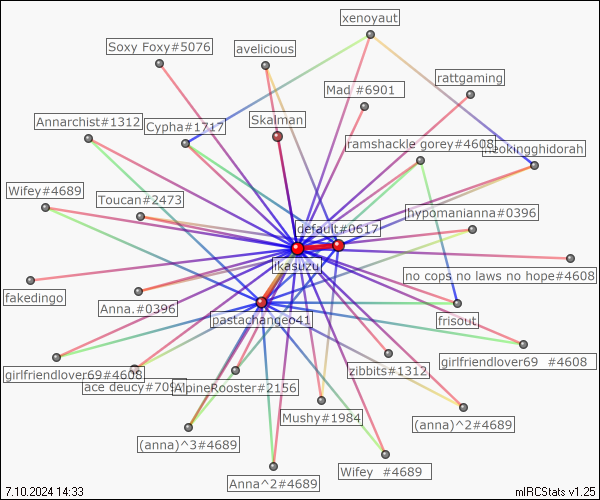 xenoyaut
Soxy Foxy#5076
avelicious
rattgaming
Mad #6901
Annarchist#1312
Cypha#1717
Skalman
ramshackle gorey#4608
Wifey#4689
Toucan#2473
hypomanianna#0396
default#0617
ikasuzu
no cops no laws no hope#4608
fakedingo
Anna.#0396
pastachangeo41
frisout
girlfriendlover69#4608
girlfriendlover69 #4608
zibbits#1312
ace deucy#709
AlpineRooster#2156
Mushy#1984
(anna)^2#4689
(anna)^3#4689
Anna^2#4689
Wifey #4689
7.10.2024 14:33
mIRCStats v1.25